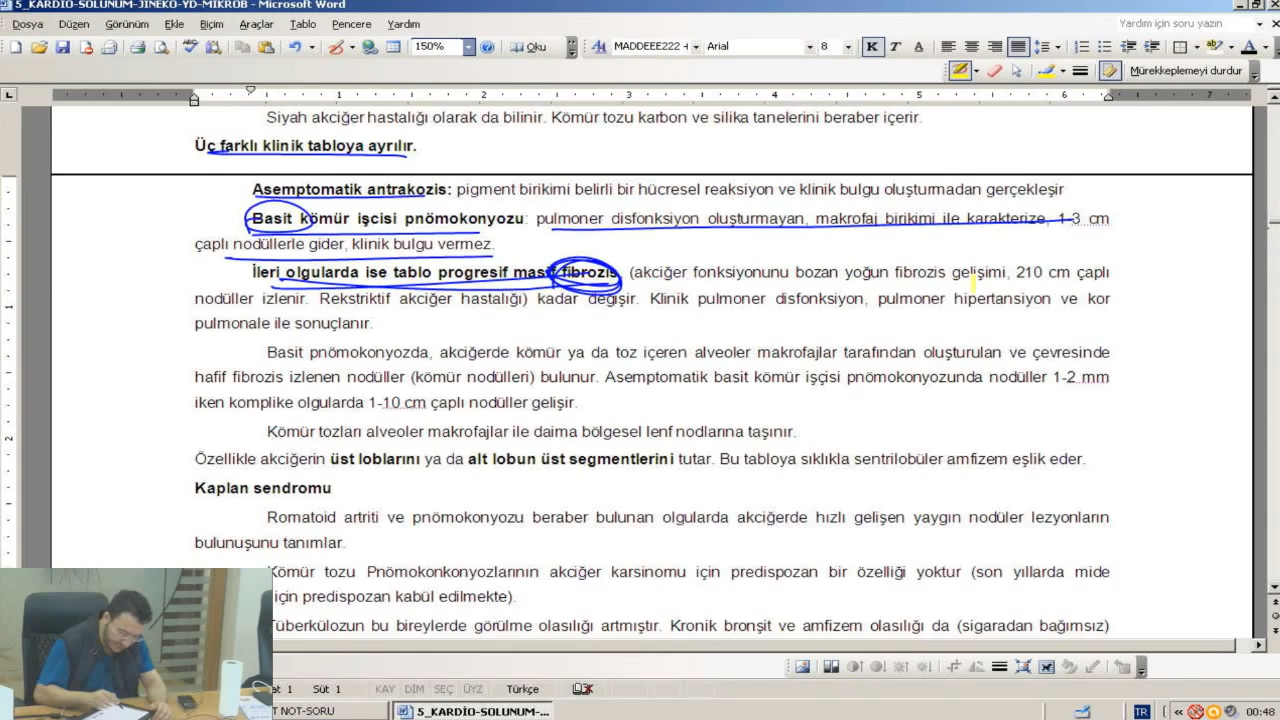 5_KARDİO-SOLUNUM-JİNEKO-YD-MİKROB - Microsoft Word
Dosya Düzen Görünüm Ekle Biçim Araçlar Tablo Pencere Yardım Yardım için soru yazın
150% Oku MADDEEE222 + Arial 8 K T A
Mürekkeplemeyi durdur
1 1 2 3 4 5 6 7
Siyah akciğer hastalığı olarak da bilinir. Kömür tozu karbon ve silika tanelerini beraber içerir.
Üç farklı klinik tabloya ayrılır.
Asemptomatik antrakozis: pigment birikimi belirli bir hücresel reaksiyon ve klinik bulgu oluşturmadan gerçekleşir
Basit kömür işçisi pnömokonyozu: pulmoner disfonksiyon oluşturmayan, makrofaj birikimi ile karakterize, 1-3 cm
çaplı nodüllerle gider, klinik bulgu vermez.
İleri olgularda ise tablo progresif masif fibrozis (akciğer fonksiyonunu bozan yoğun fibrozis gelişimi, 210 cm çaplı
nodüller izlenir. Rekstriktif akciğer hastalığı) kadar değişir. Klinik pulmoner disfonksiyon, pulmoner hipertansiyon ve kor
pulmonale ile sonuçlanır.
Basit pnömokonyozda, akciğerde kömür ya da toz içeren alveoler makrofajlar tarafından oluşturulan ve çevresinde
hafif fibrozis izlenen nodüller (kömür nodülleri) bulunur. Asemptomatik basit kömür işçisi pnömokonyozunda nodüller 1-2 mm
iken komplike olgularda 1-10 cm çaplı nodüller gelişir.
Kömür tozları alveoler makrofajlar ile daima bölgesel lenf nodlarına taşınır.
Özellikle akciğerin üst loblarını ya da alt lobun üst segmentlerini tutar. Bu tabloya sıklıkla sentrilobüler amfizem eşlik eder.
Kaplan sendromu
Romatoid artriti ve pnömokonyozu beraber bulunan olgularda akciğerde hızlı gelişen yaygın nodüler lezyonların
bulunuşunu tanımlar.
Kömür tozu Pnömokonkonyozlarının akciğer karsinomu için predispozan bir özelliği yoktur (son yıllarda mide
için predispozan kabül edilmekte).
Tüberkülozun bu bireylerde görülme olasılığı artmıştır. Kronik bronşit ve amfizem olasılığı da (sigaradan bağımsız)
at 1 Süt 1 KAY DİM SEÇ ÜYZ Türkçe
T NOT-SORU 5_KARDİO-SOLUNUM-... TR 00:48